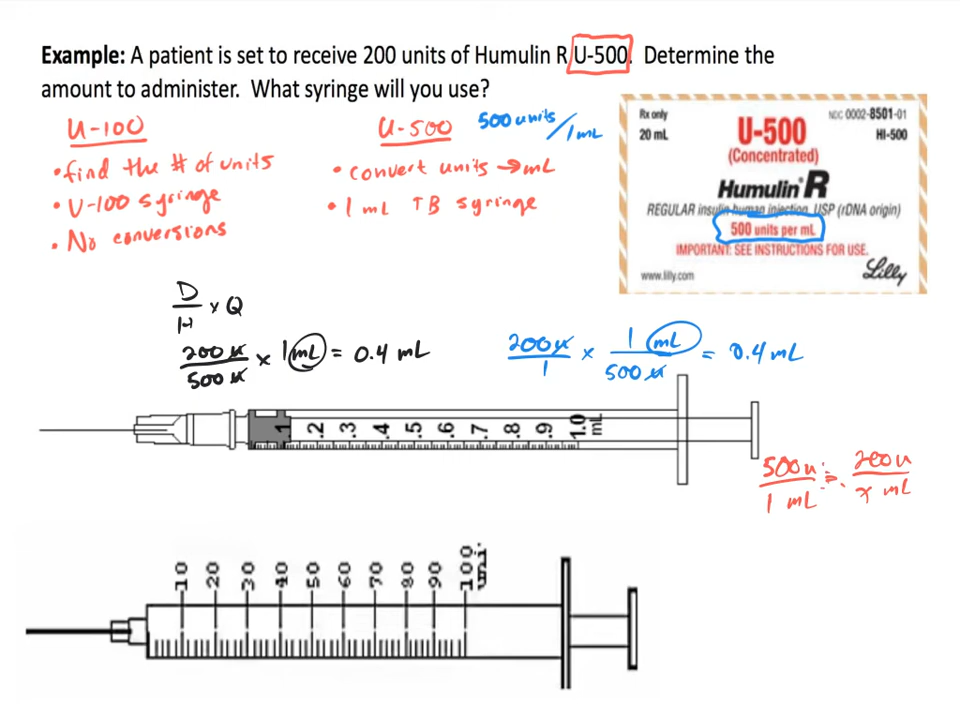 Example: A patient is set to receive 200 units of Humulin R U-500. Determine the
amount to administer. What syringe will you use?
U-100
• find the # of units
• U-100 syringe
• No conversions
U-500 500 units/1mL
• convert units → mL
• 1 mL TB syringe
Rx only
20 mL
NDC 0002-8501-01
HI-500
U-500
(Concentrated)
Humulin® R
REGULAR insulin human injection, USP (rDNA origin)
500 units per mL
IMPORTANT: SEE INSTRUCTIONS FOR USE.
www.lilly.com
Lilly
D/H x Q
200 u/500 u x 1 mL = 0.4 mL
200 u/1 x 1 mL/500 u = 0.4 mL
.1 .2 .3 .4 .5 .6 .7 .8 .9 1.0
mL
500 u/1 mL = 200 u/x mL
10 20 30 40 50 60 70 80 90 100